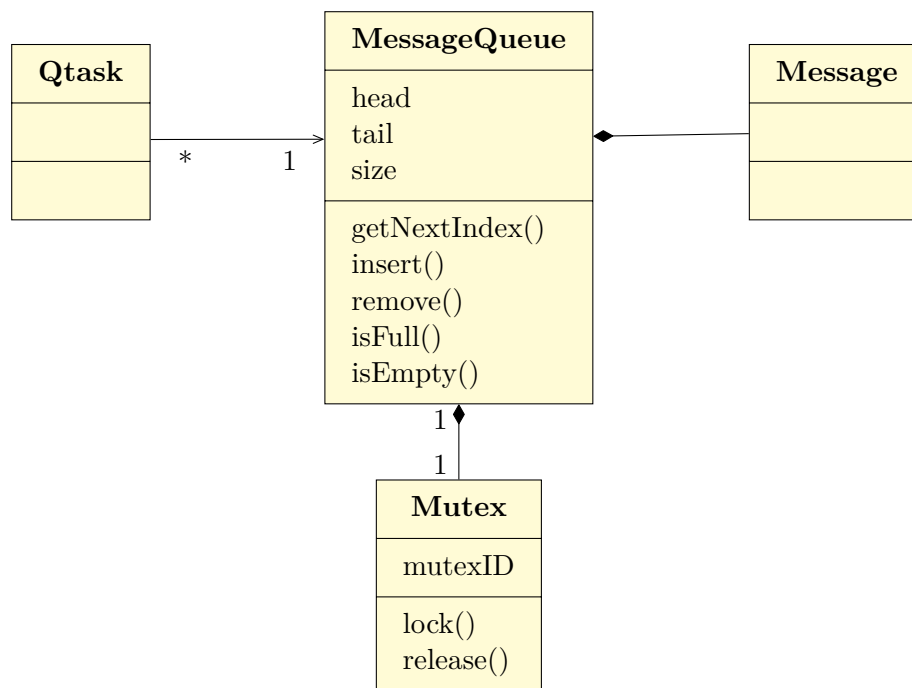 Qtask
*
1
MessageQueue
head
tail
size
getNextIndex()
insert()
remove()
isFull()
isEmpty()
Message
1
1
Mutex
mutexID
lock()
release()